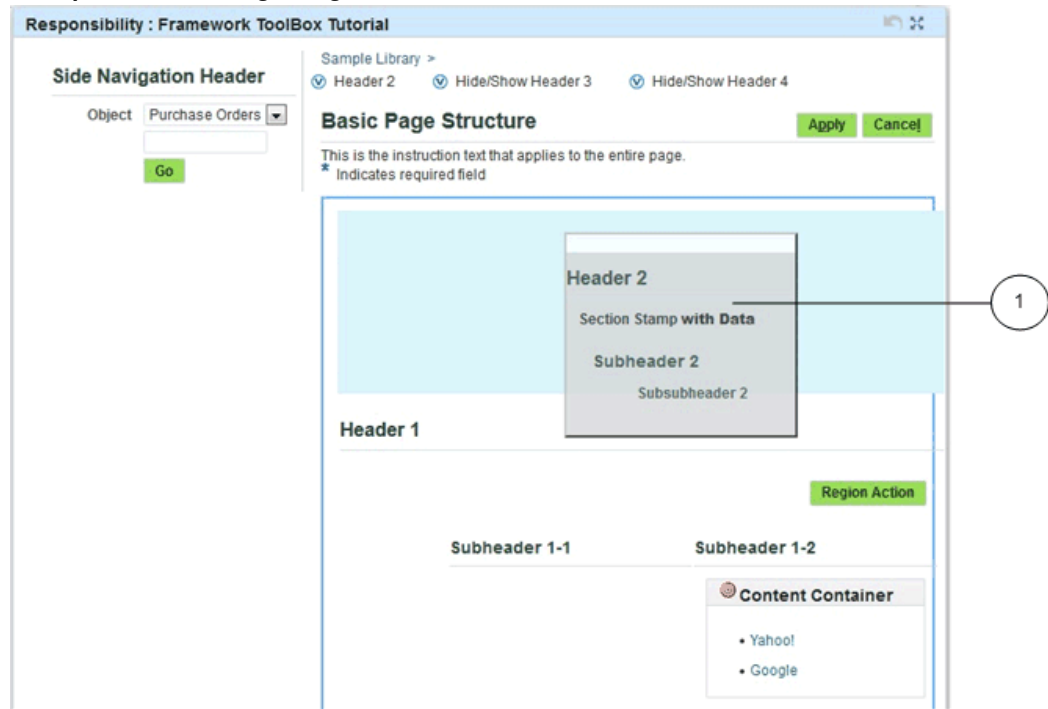 Responsibility : Framework ToolBox Tutorial
Side Navigation Header
Object Purchase Orders
Go
Sample Library >
Header 2 Hide/Show Header 3 Hide/Show Header 4
Basic Page Structure
Apply Cancel
This is the instruction text that applies to the entire page.
* Indicates required field
Header 2
Section Stamp with Data
Subheader 2
Subsubheader 2
1
Header 1
Region Action
Subheader 1-1 Subheader 1-2
Content Container
• Yahoo!
• Google